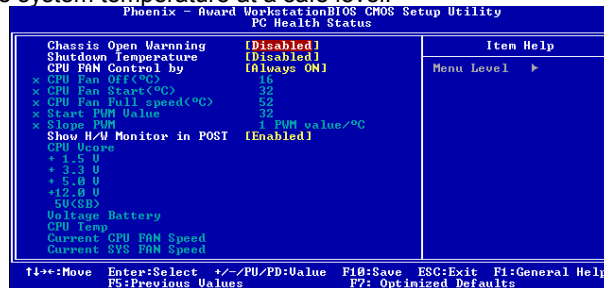 system temperature at a safe level.
Phoenix - Award WorkstationBIOS CMOS Setup Utility
PC Health Status
Chassis Open Warnning [Disabled]
Shutdown Temperature [Disabled]
CPU FAN Control by [Always ON]
x CPU Fan Off(°C) 16
x CPU Fan Start(°C) 32
x CPU Fan Full speed(°C) 52
x Start PWM Value 32
x Slope PWM 1 PWM value/°C
Show H/W Monitor in POST [Enabled]
CPU Vcore
+ 1.5 V
+ 3.3 V
+ 5.0 V
+12.0 V
5V(SB)
Voltage Battery
CPU Temp
Current CPU FAN Speed
Current SYS FAN Speed
Item Help
Menu Level ►
↑↓→←:Move Enter:Select +/-/PU/PD:Value F10:Save ESC:Exit F1:General Help
F5:Previous Values F7: Optimized Defaults